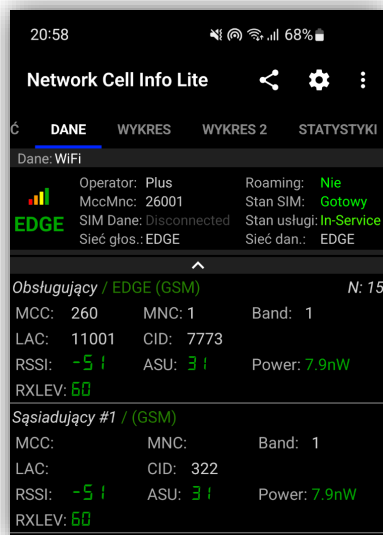 20:58 68%
Network Cell Info Lite
Ć DANE WYKRES WYKRES 2 STATYSTYKI
Dane: WiFi
Operator: Plus Roaming: Nie
MccMnc: 26001 Stan SIM: Gotowy
EDGE SIM Dane: Disconnected Stan usługi: In-Service
Sieć głos.: EDGE Sieć dan.: EDGE
Obsługujący / EDGE (GSM) N: 15
MCC: 260 MNC: 1 Band: 1
LAC: 11001 CID: 7773
RSSI: -51 ASU: 31 Power: 7.9nW
RXLEV: 60
Sąsiadujący #1 / (GSM)
MCC: MNC: Band: 1
LAC: CID: 322
RSSI: -51 ASU: 31 Power: 7.9nW
RXLEV: 60